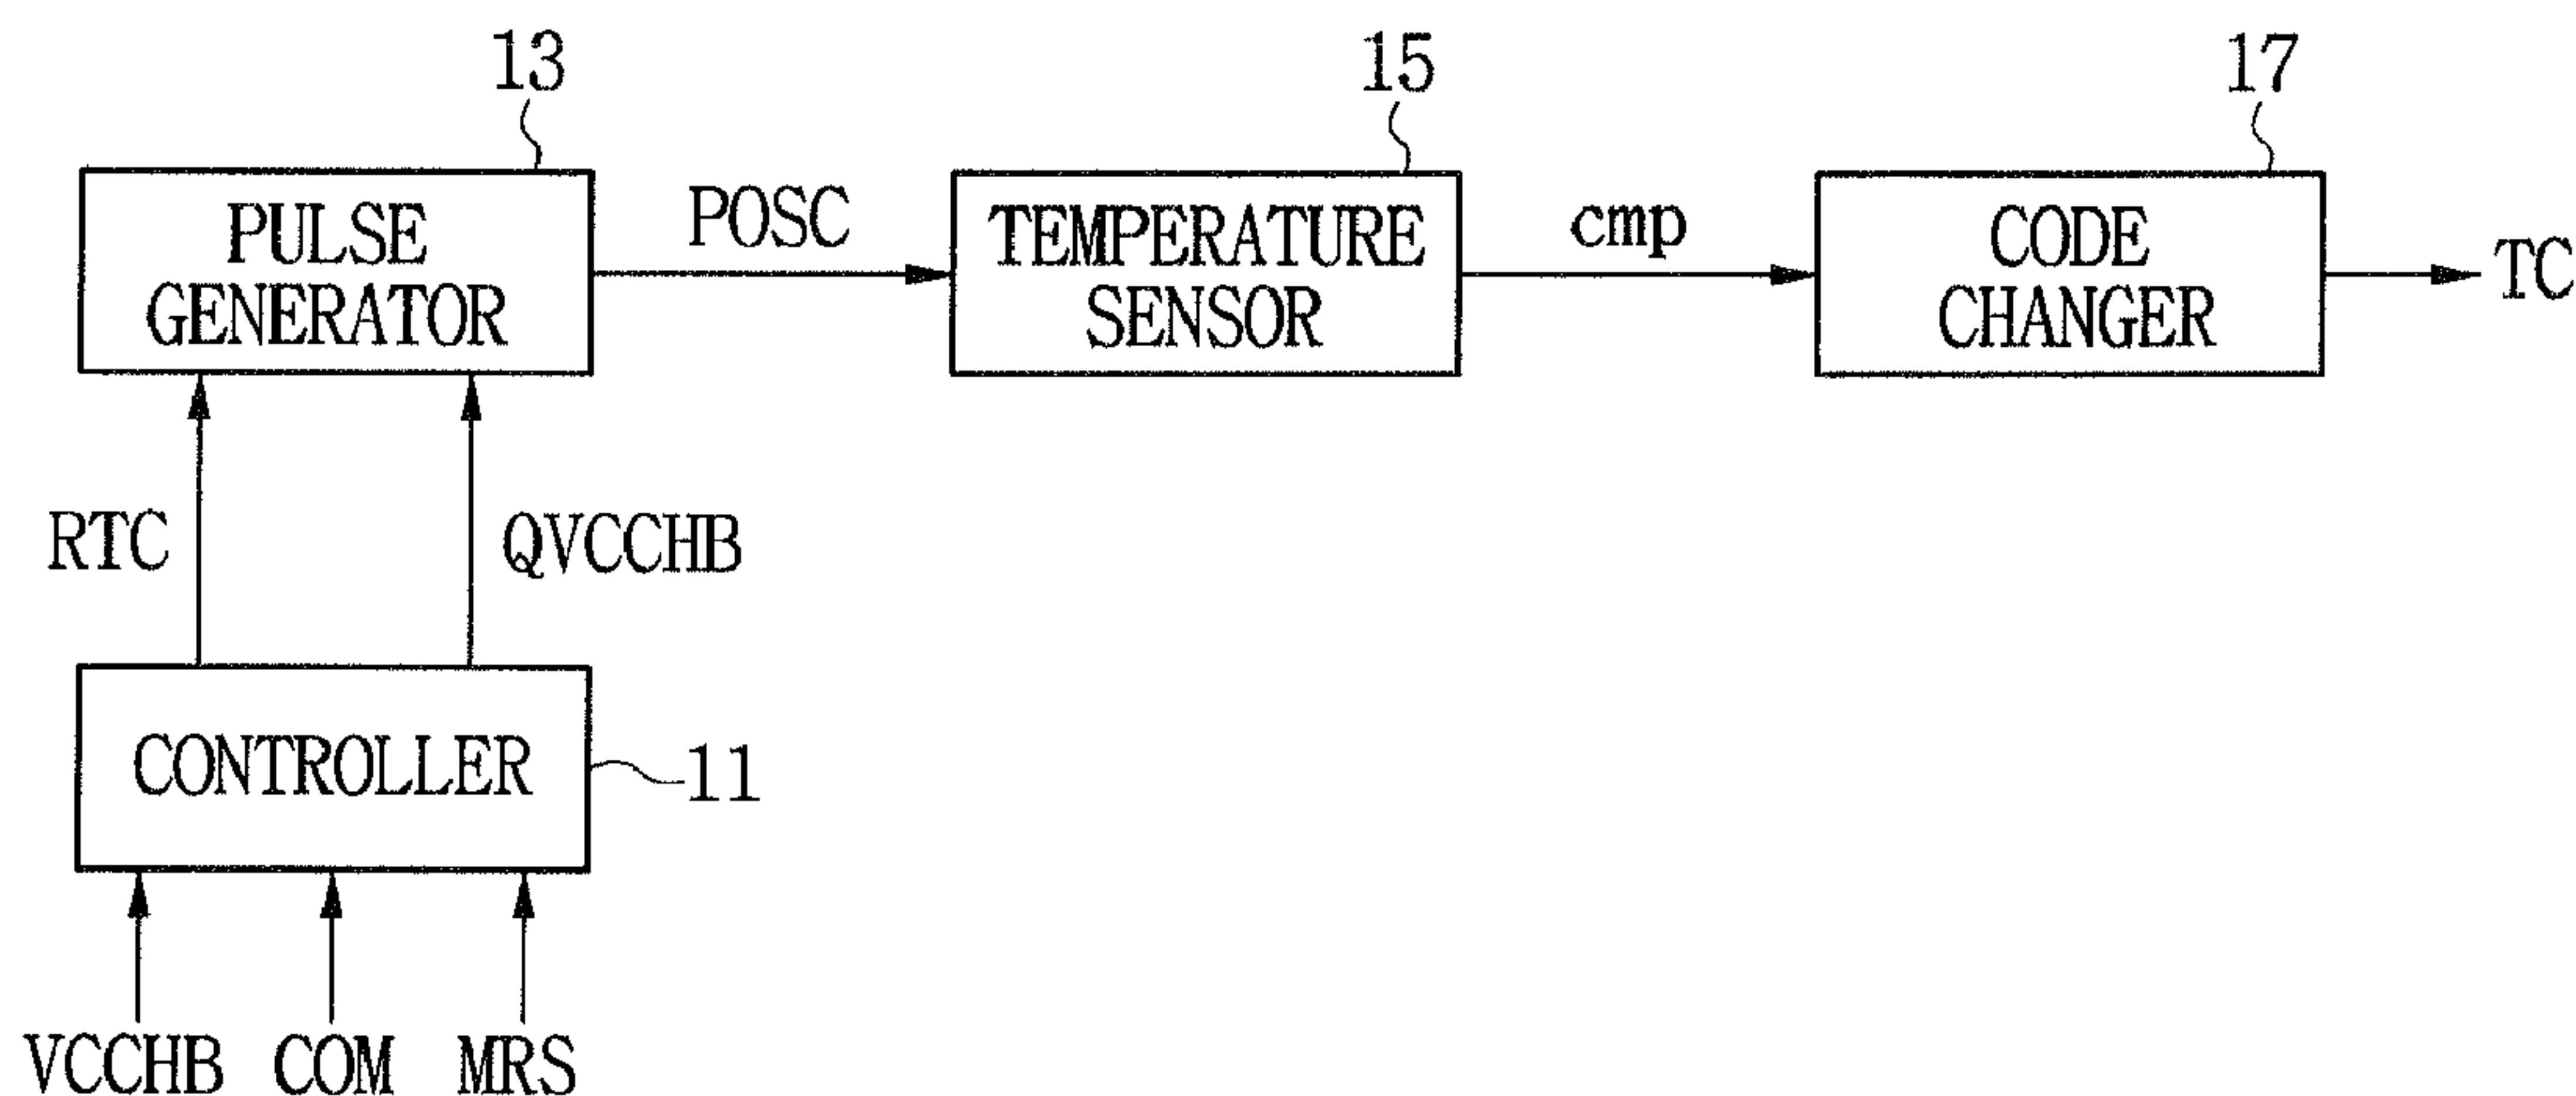 13
15
17
PULSE
GENERATOR
POSC
TEMPERATURE
SENSOR
cmp
CODE
CHANGER
TC
RTC
QVCCHB
CONTROLLER
11
VCCHB
COM
MRS